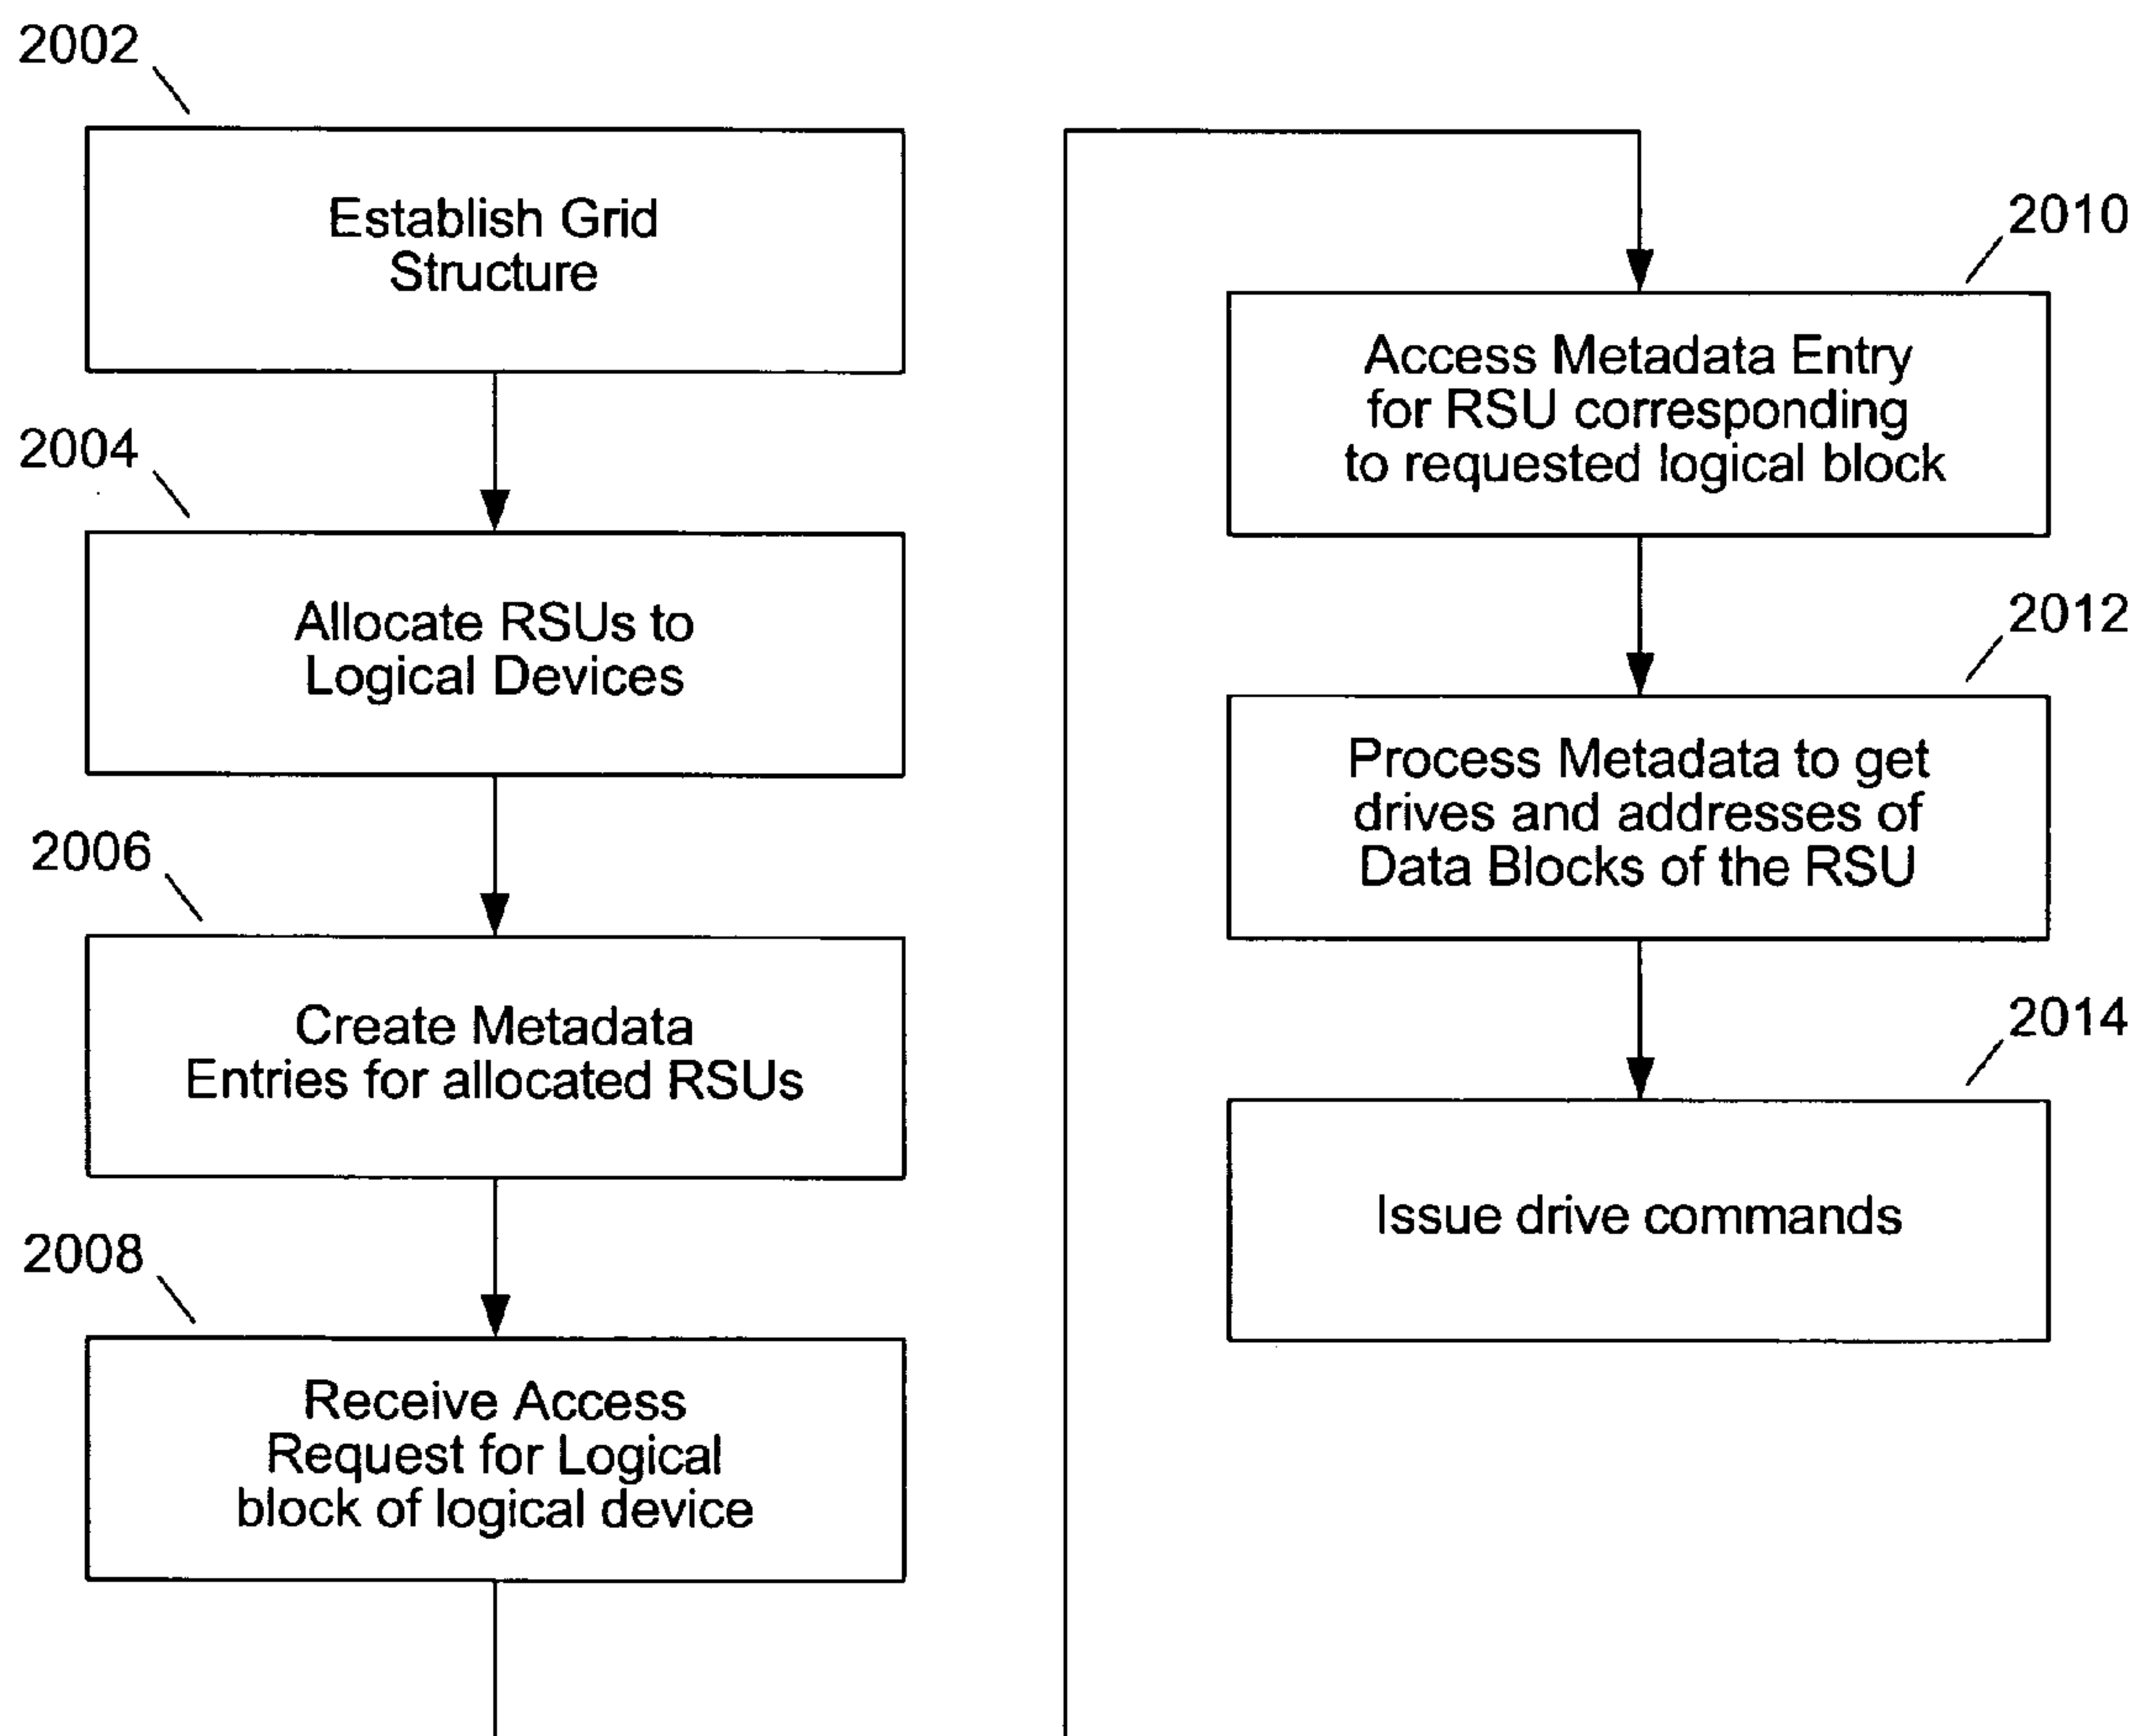 2002
Establish Grid
Structure
2004
Allocate RSUs to
Logical Devices
2006
Create Metadata
Entries for allocated RSUs
2008
Receive Access
Request for Logical
block of logical device
2010
Access Metadata Entry
for RSU corresponding
to requested logical block
2012
Process Metadata to get
drives and addresses of
Data Blocks of the RSU
2014
Issue drive commands